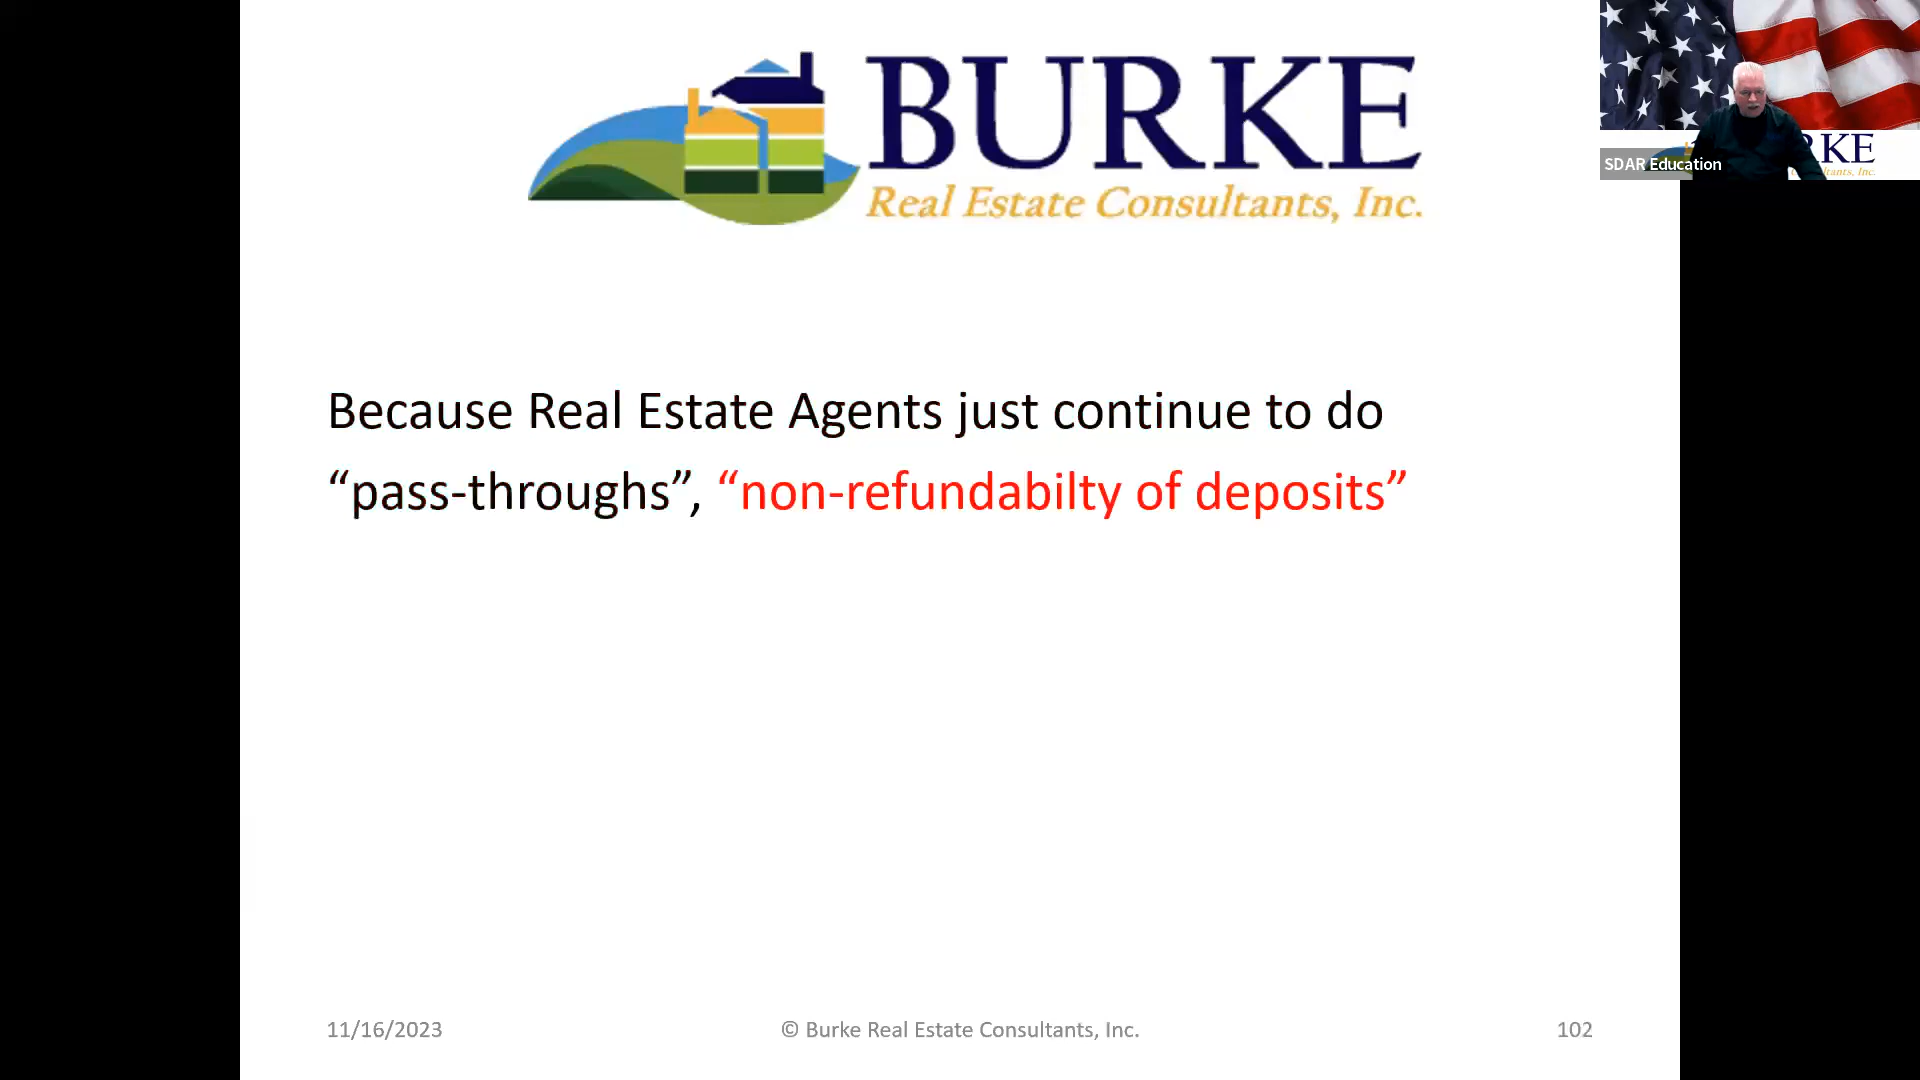 BURKE
Real Estate Consultants, Inc.
RKE
SDAR Education
Because Real Estate Agents just continue to do
“pass-throughs”, “non-refundabilty of deposits”
11/16/2023
© Burke Real Estate Consultants, Inc.
102